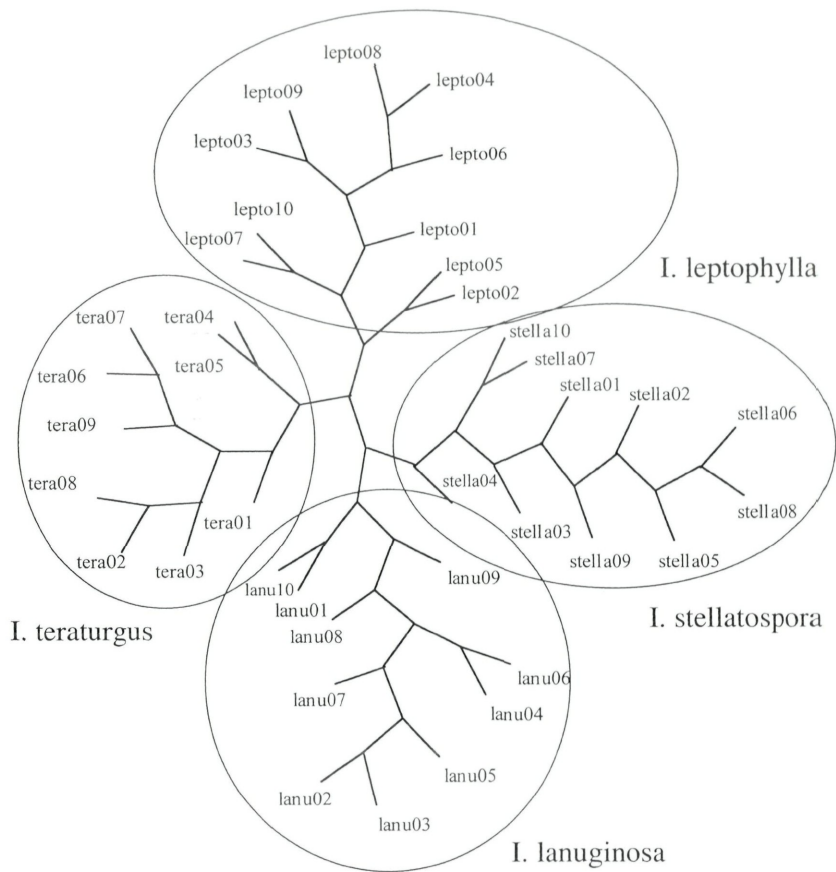 lepto08
lepto04
lepto09
lepto03
lepto06
lepto10
lepto01
lepto07
lepto05
lepto02
I. leptophylla
tera07
tera04
tera05
tera06
tera09
tera08
tera01
tera02
tera03
I. teraturgus
stella10
stella07
stella01
stella02
stella06
stella04
stella08
stella03
stella09
stella05
I. stellatospora
lanu09
lanu10
lanu01
lanu08
lanu06
lanu07
lanu04
lanu05
lanu02
lanu03
I. lanuginosa